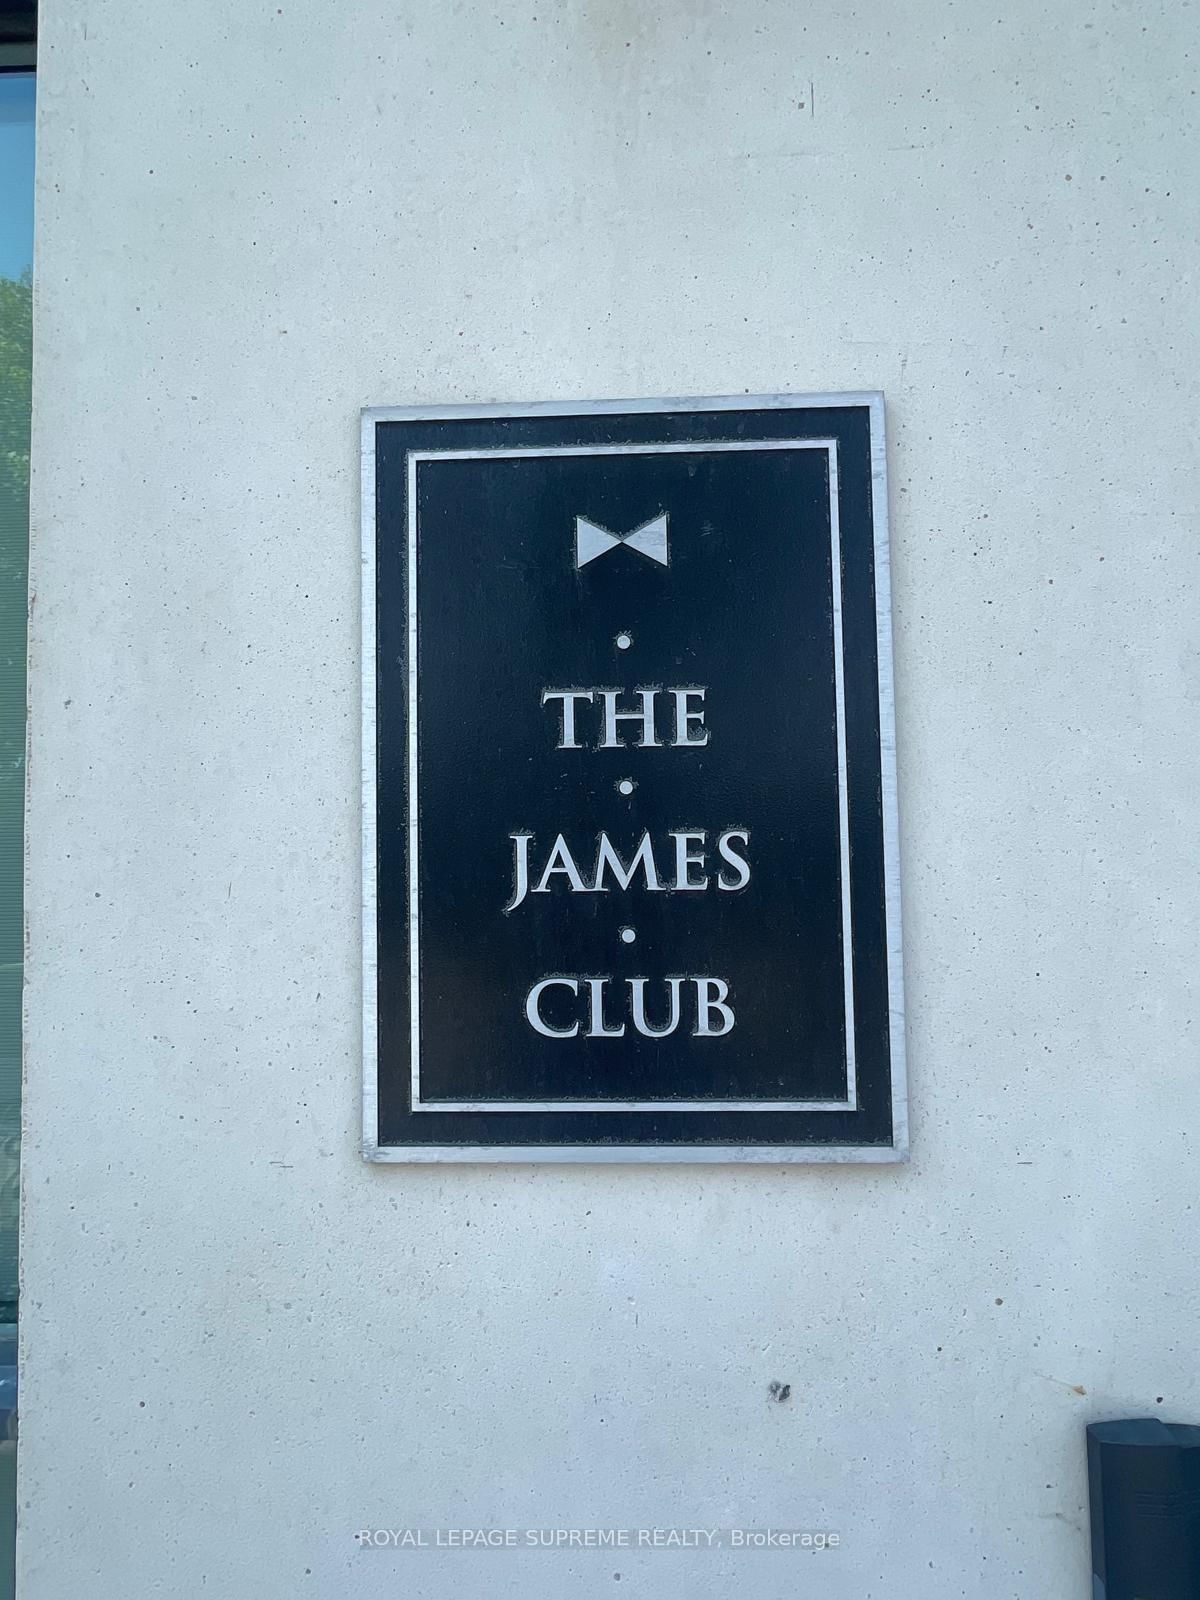 THE
JAMES
CLUB
ROYAL LEPAGE SUPREME REALTY, Brokerage